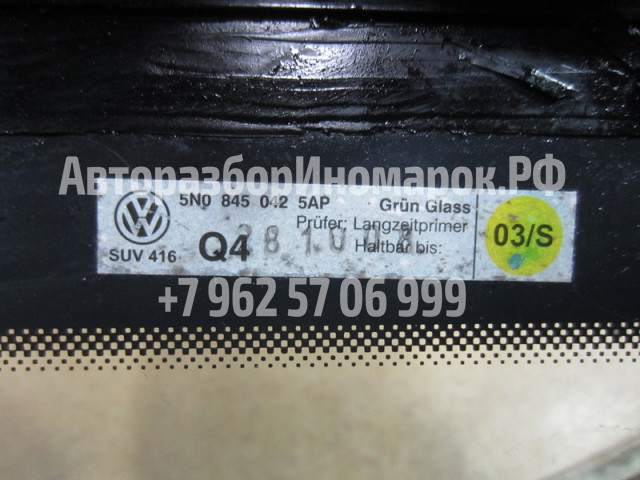 АвторазборИномарок.РФ
5N0 845 042 5AP Grün Glass
Prüfer: Langzeitprimer
SUV 416 Q4 Haltbar bis:
03/S
+7 962 57 06 999